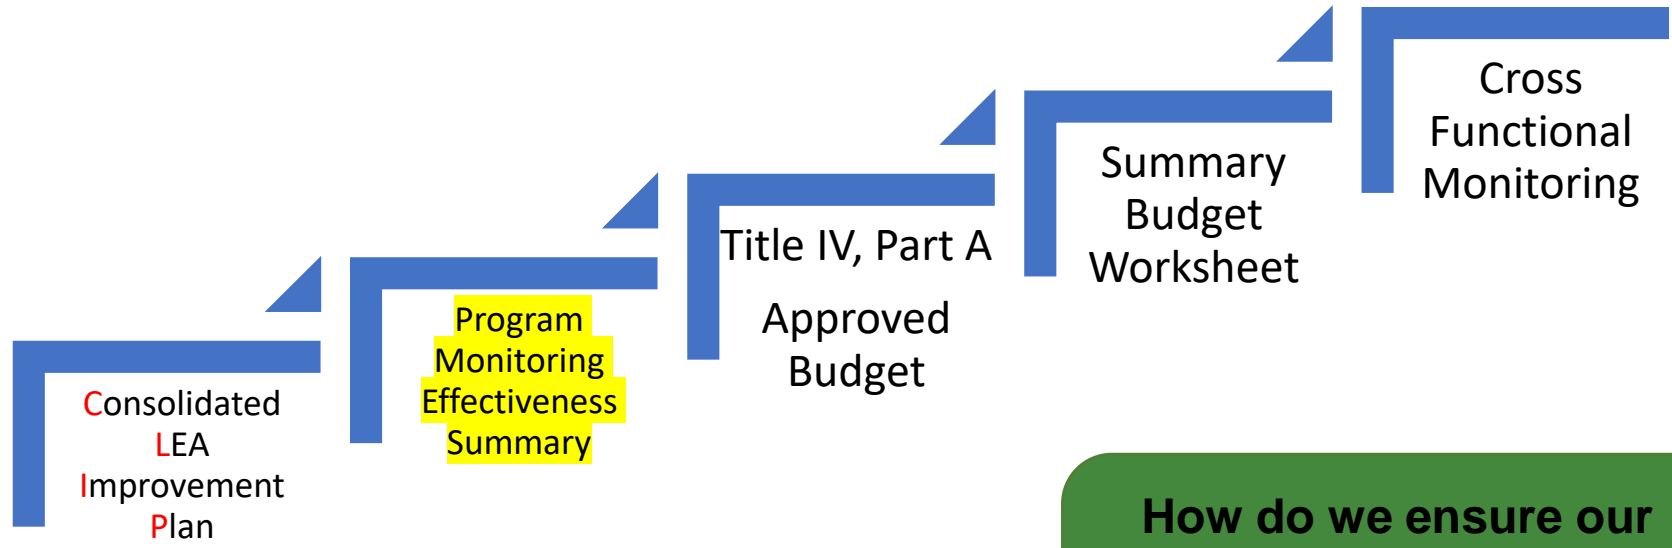 Consolidated
LEA
Improvement
Plan
Program
Monitoring
Effectiveness
Summary
Title IV, Part A
Approved
Budget
Summary
Budget
Worksheet
Cross
Functional
Monitoring
How do we ensure our